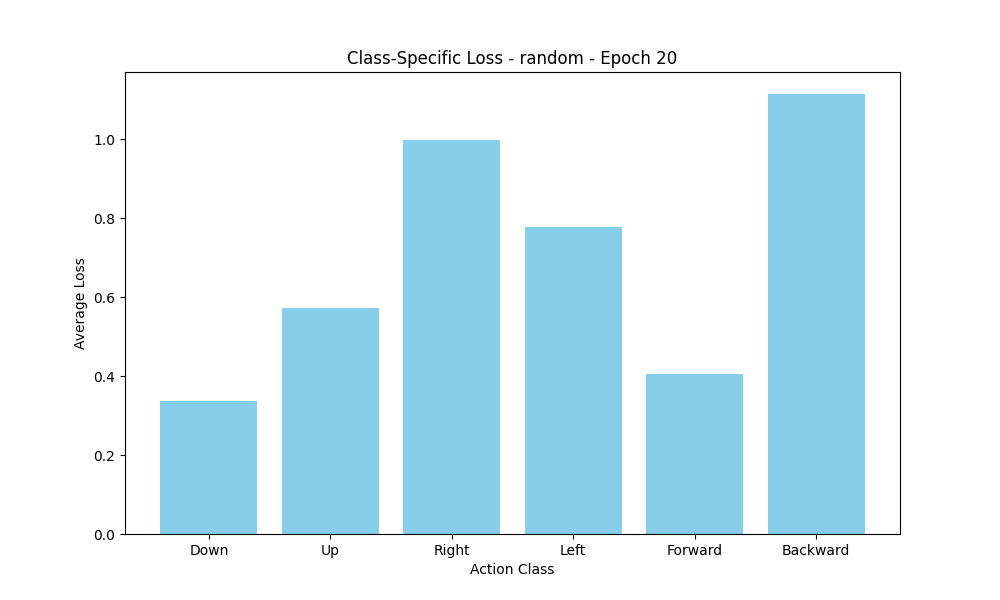 Class-Specific Loss - random - Epoch 20
Average Loss
1.0
0.8
0.6
0.4
0.2
0.0
Down Up Right Left Forward Backward
Action Class